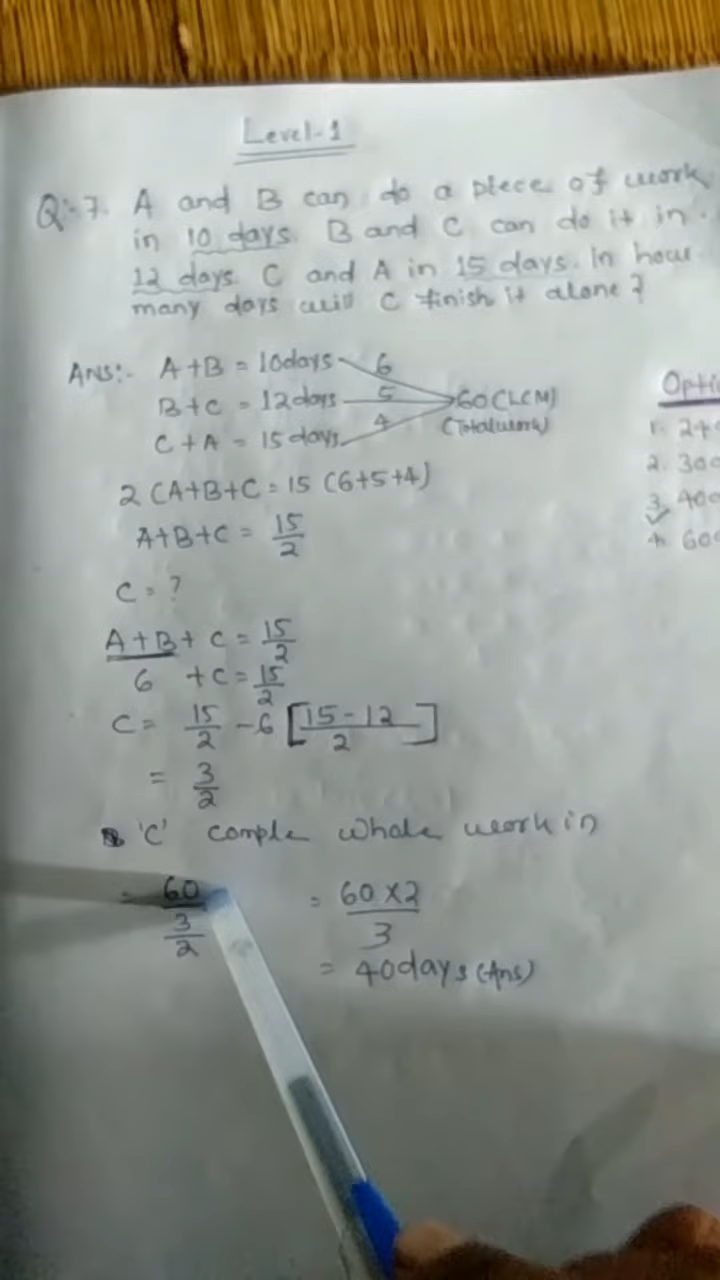 Level-1
Q:-7. A and B can do a piece of work
in 10 days. B and C can do it in
12 days. C and A in 15 days. In how
many days will C finish it alone?
Ans:- A+B = 10days 6
B+C = 12days 5 60(LCM)
C+A = 15days 4 (Total work)
2 (A+B+C = 15 (6+5+4)
A+B+C = 15/2
C = ?
A+B + C = 15/2
6 + C = 15/2
C = 15/2 - 6 [15-12/2]
= 3/2
'C' comple whole work in
= 60/3/2 = 60×2/3
= 40days (Ans)
1. 24
2. 30
3. 40
4. 60